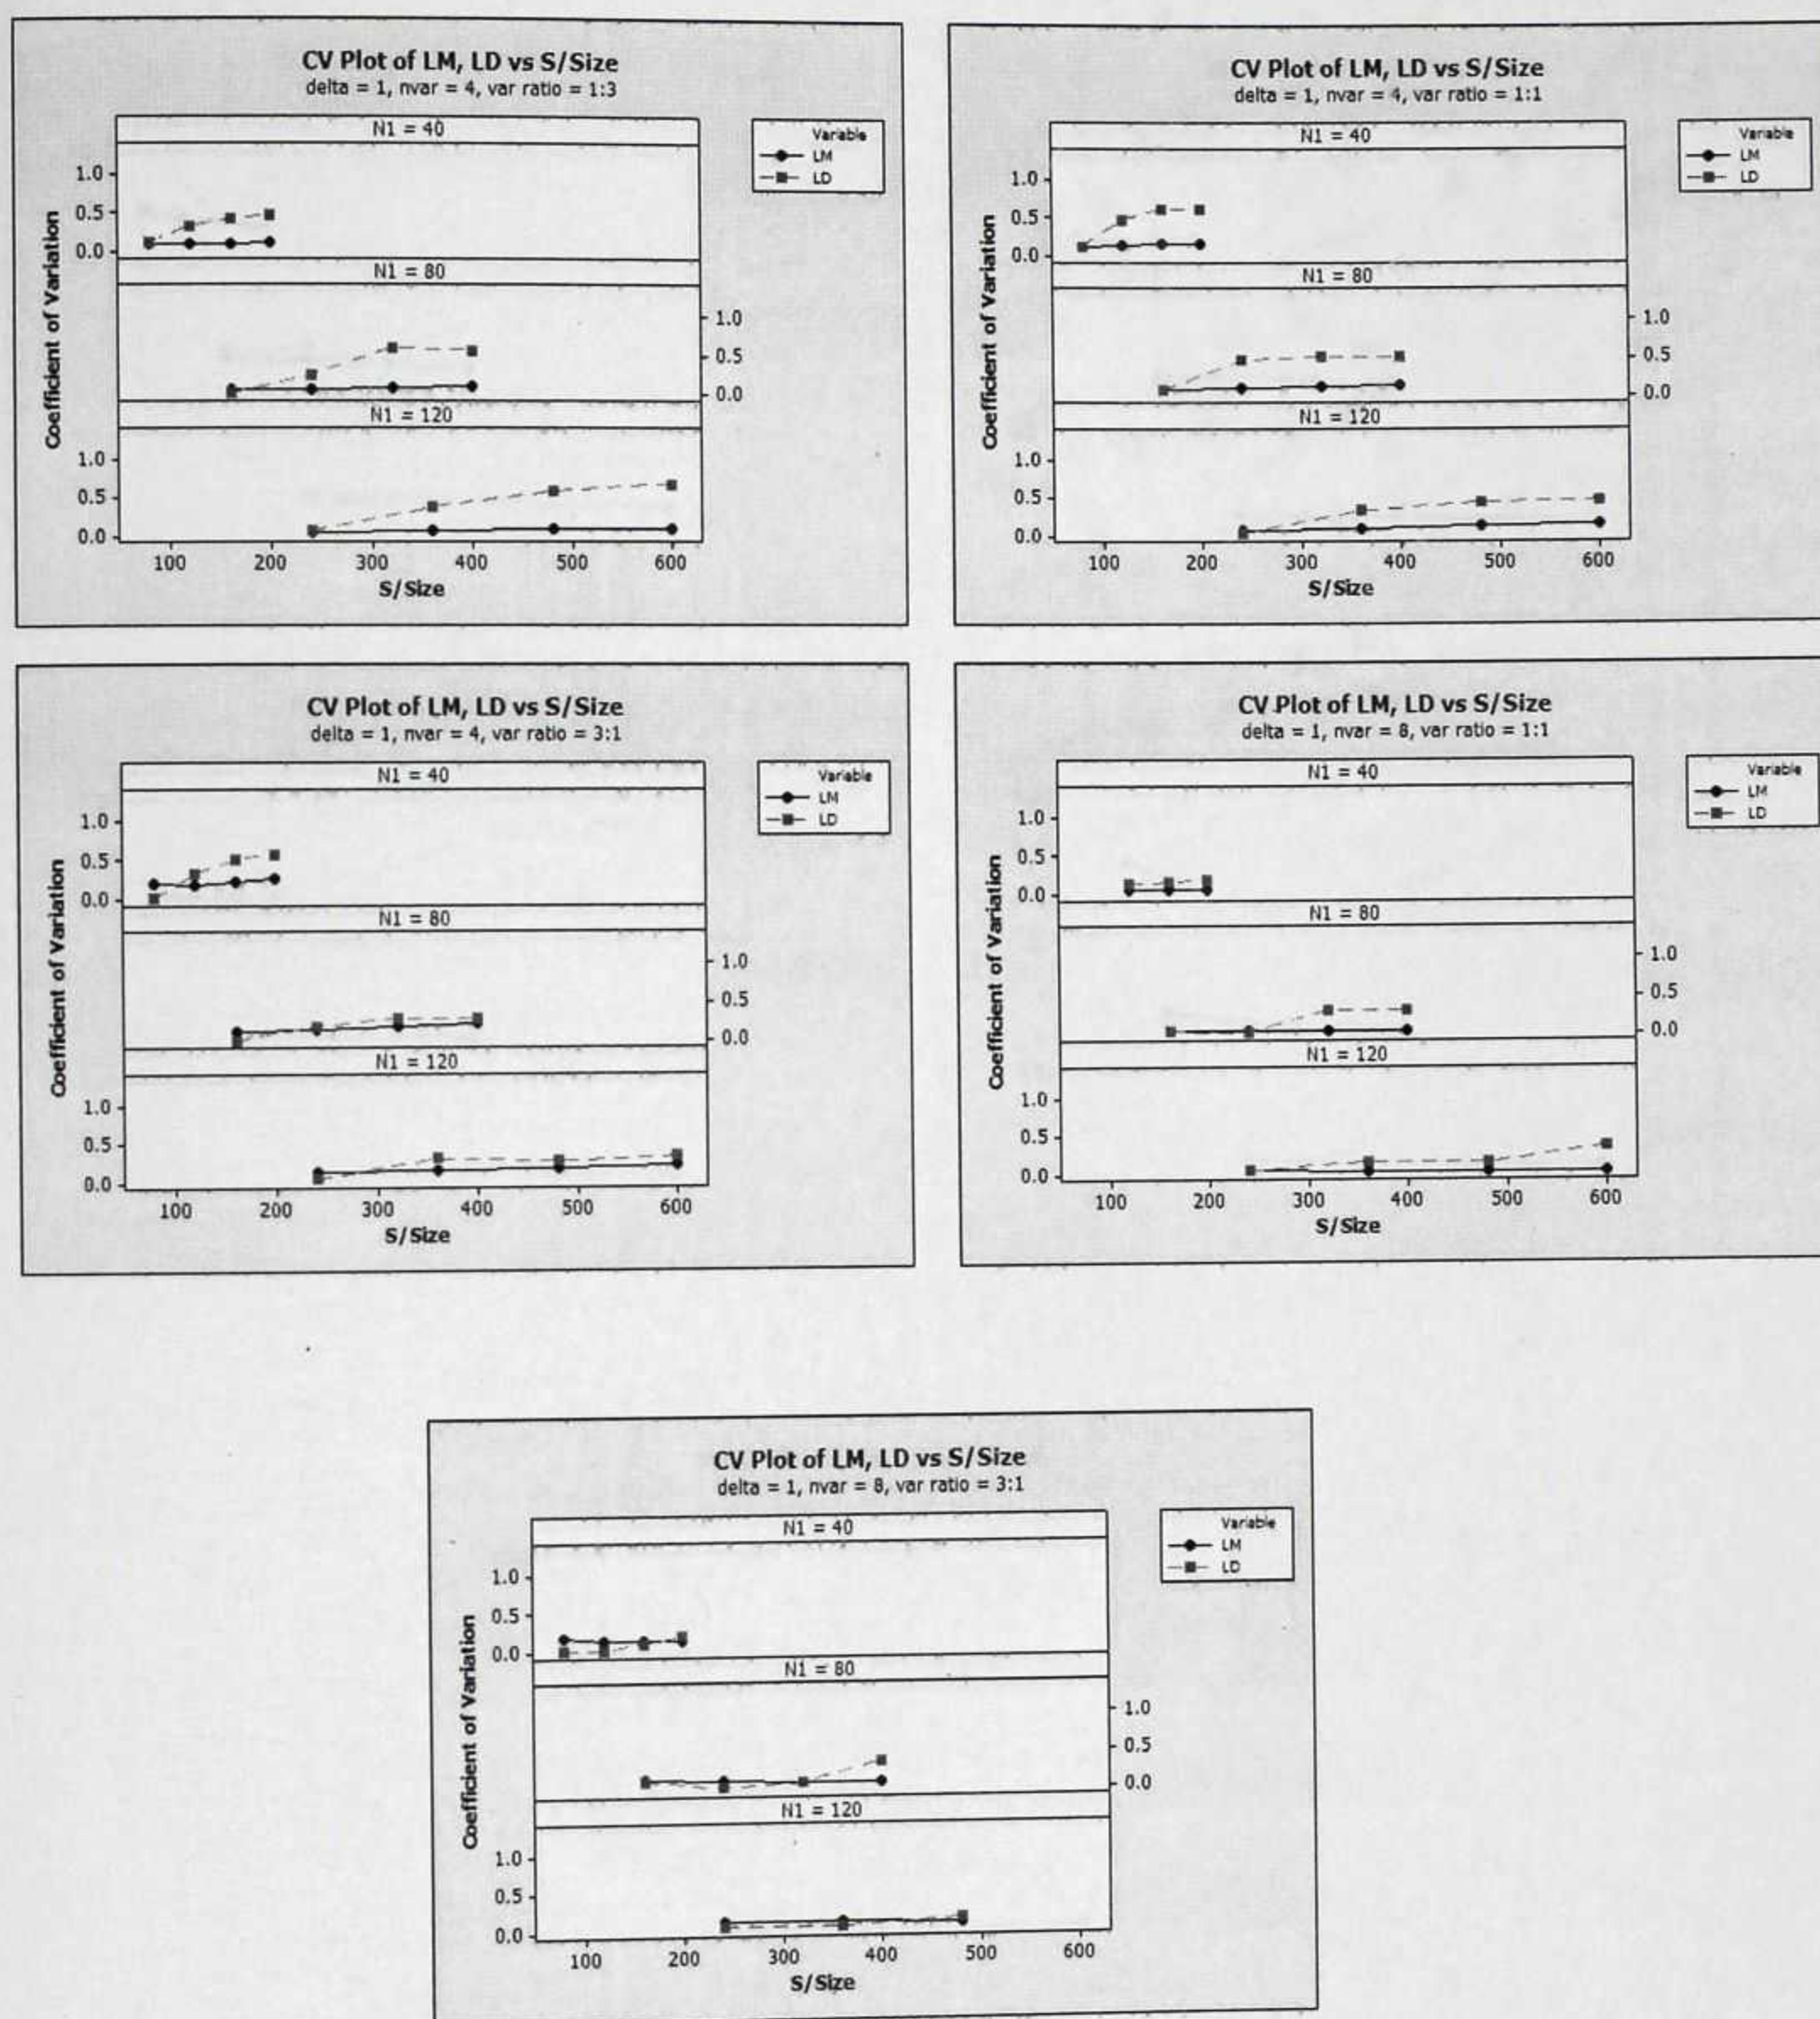 CV Plot of LM, LD vs S/Size
delta = 1, nvar = 4, var ratio = 1:3
N1 = 40
Variable
LM
LD
1.0
0.5
0.0
N1 = 80
1.0
0.5
0.0
N1 = 120
1.0
0.5
0.0
Coefficient of Variation
100 200 300 400 500 600
S/Size
CV Plot of LM, LD vs S/Size
delta = 1, nvar = 4, var ratio = 1:1
N1 = 40
Variable
LM
LD
1.0
0.5
0.0
N1 = 80
1.0
0.5
0.0
N1 = 120
1.0
0.5
0.0
Coefficient of Variation
100 200 300 400 500 600
S/Size
CV Plot of LM, LD vs S/Size
delta = 1, nvar = 4, var ratio = 3:1
N1 = 40
Variable
LM
LD
1.0
0.5
0.0
N1 = 80
1.0
0.5
0.0
N1 = 120
1.0
0.5
0.0
Coefficient of Variation
100 200 300 400 500 600
S/Size
CV Plot of LM, LD vs S/Size
delta = 1, nvar = 8, var ratio = 1:1
N1 = 40
Variable
LM
LD
1.0
0.5
0.0
N1 = 80
1.0
0.5
0.0
N1 = 120
1.0
0.5
0.0
Coefficient of Variation
100 200 300 400 500 600
S/Size
CV Plot of LM, LD vs S/Size
delta = 1, nvar = 8, var ratio = 3:1
N1 = 40
Variable
LM
LD
1.0
0.5
0.0
N1 = 80
1.0
0.5
0.0
N1 = 120
1.0
0.5
0.0
Coefficient of Variation
100 200 300 400 500 600
S/Size